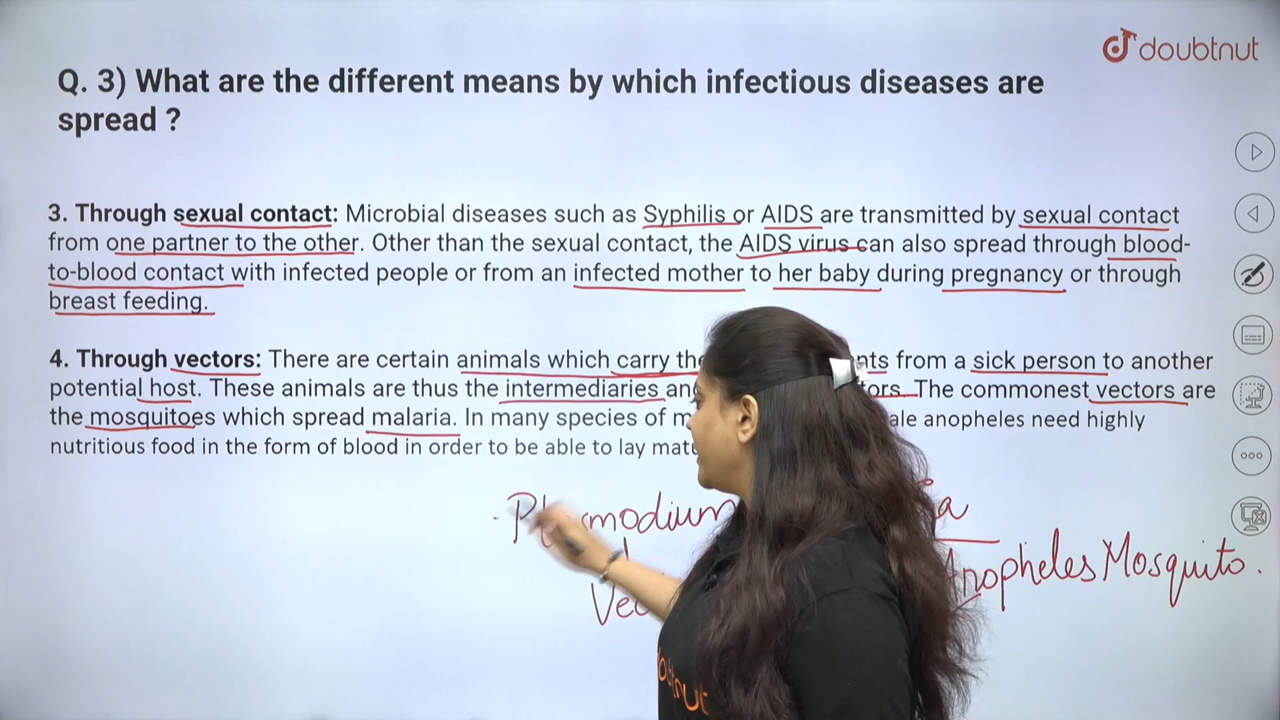 doubtnut
Q. 3) What are the different means by which infectious diseases are
spread ?
3. Through sexual contact: Microbial diseases such as Syphilis or AIDS are transmitted by sexual contact
from one partner to the other. Other than the sexual contact, the AIDS virus can also spread through blood-
to-blood contact with infected people or from an infected mother to her baby during pregnancy or through
breast feeding.
4. Through vectors: There are certain animals which carry the from a sick person to another
potential host. These animals are thus the intermediaries The commonest vectors are
the mosquitoes which spread malaria. In many species of anopheles need highly
nutritious food in the form of blood in order to be able to lay
Anopheles Mosquito.